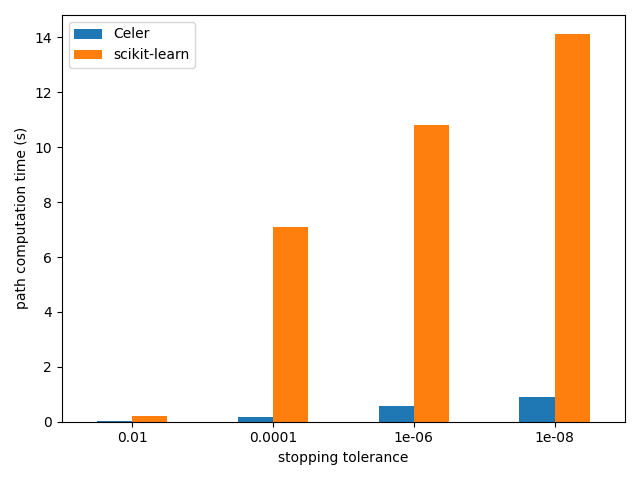 Celer
scikit-learn
path computation time (s)
14
12
10
8
6
4
2
0
0.01 0.0001 1e-06 1e-08
stopping tolerance